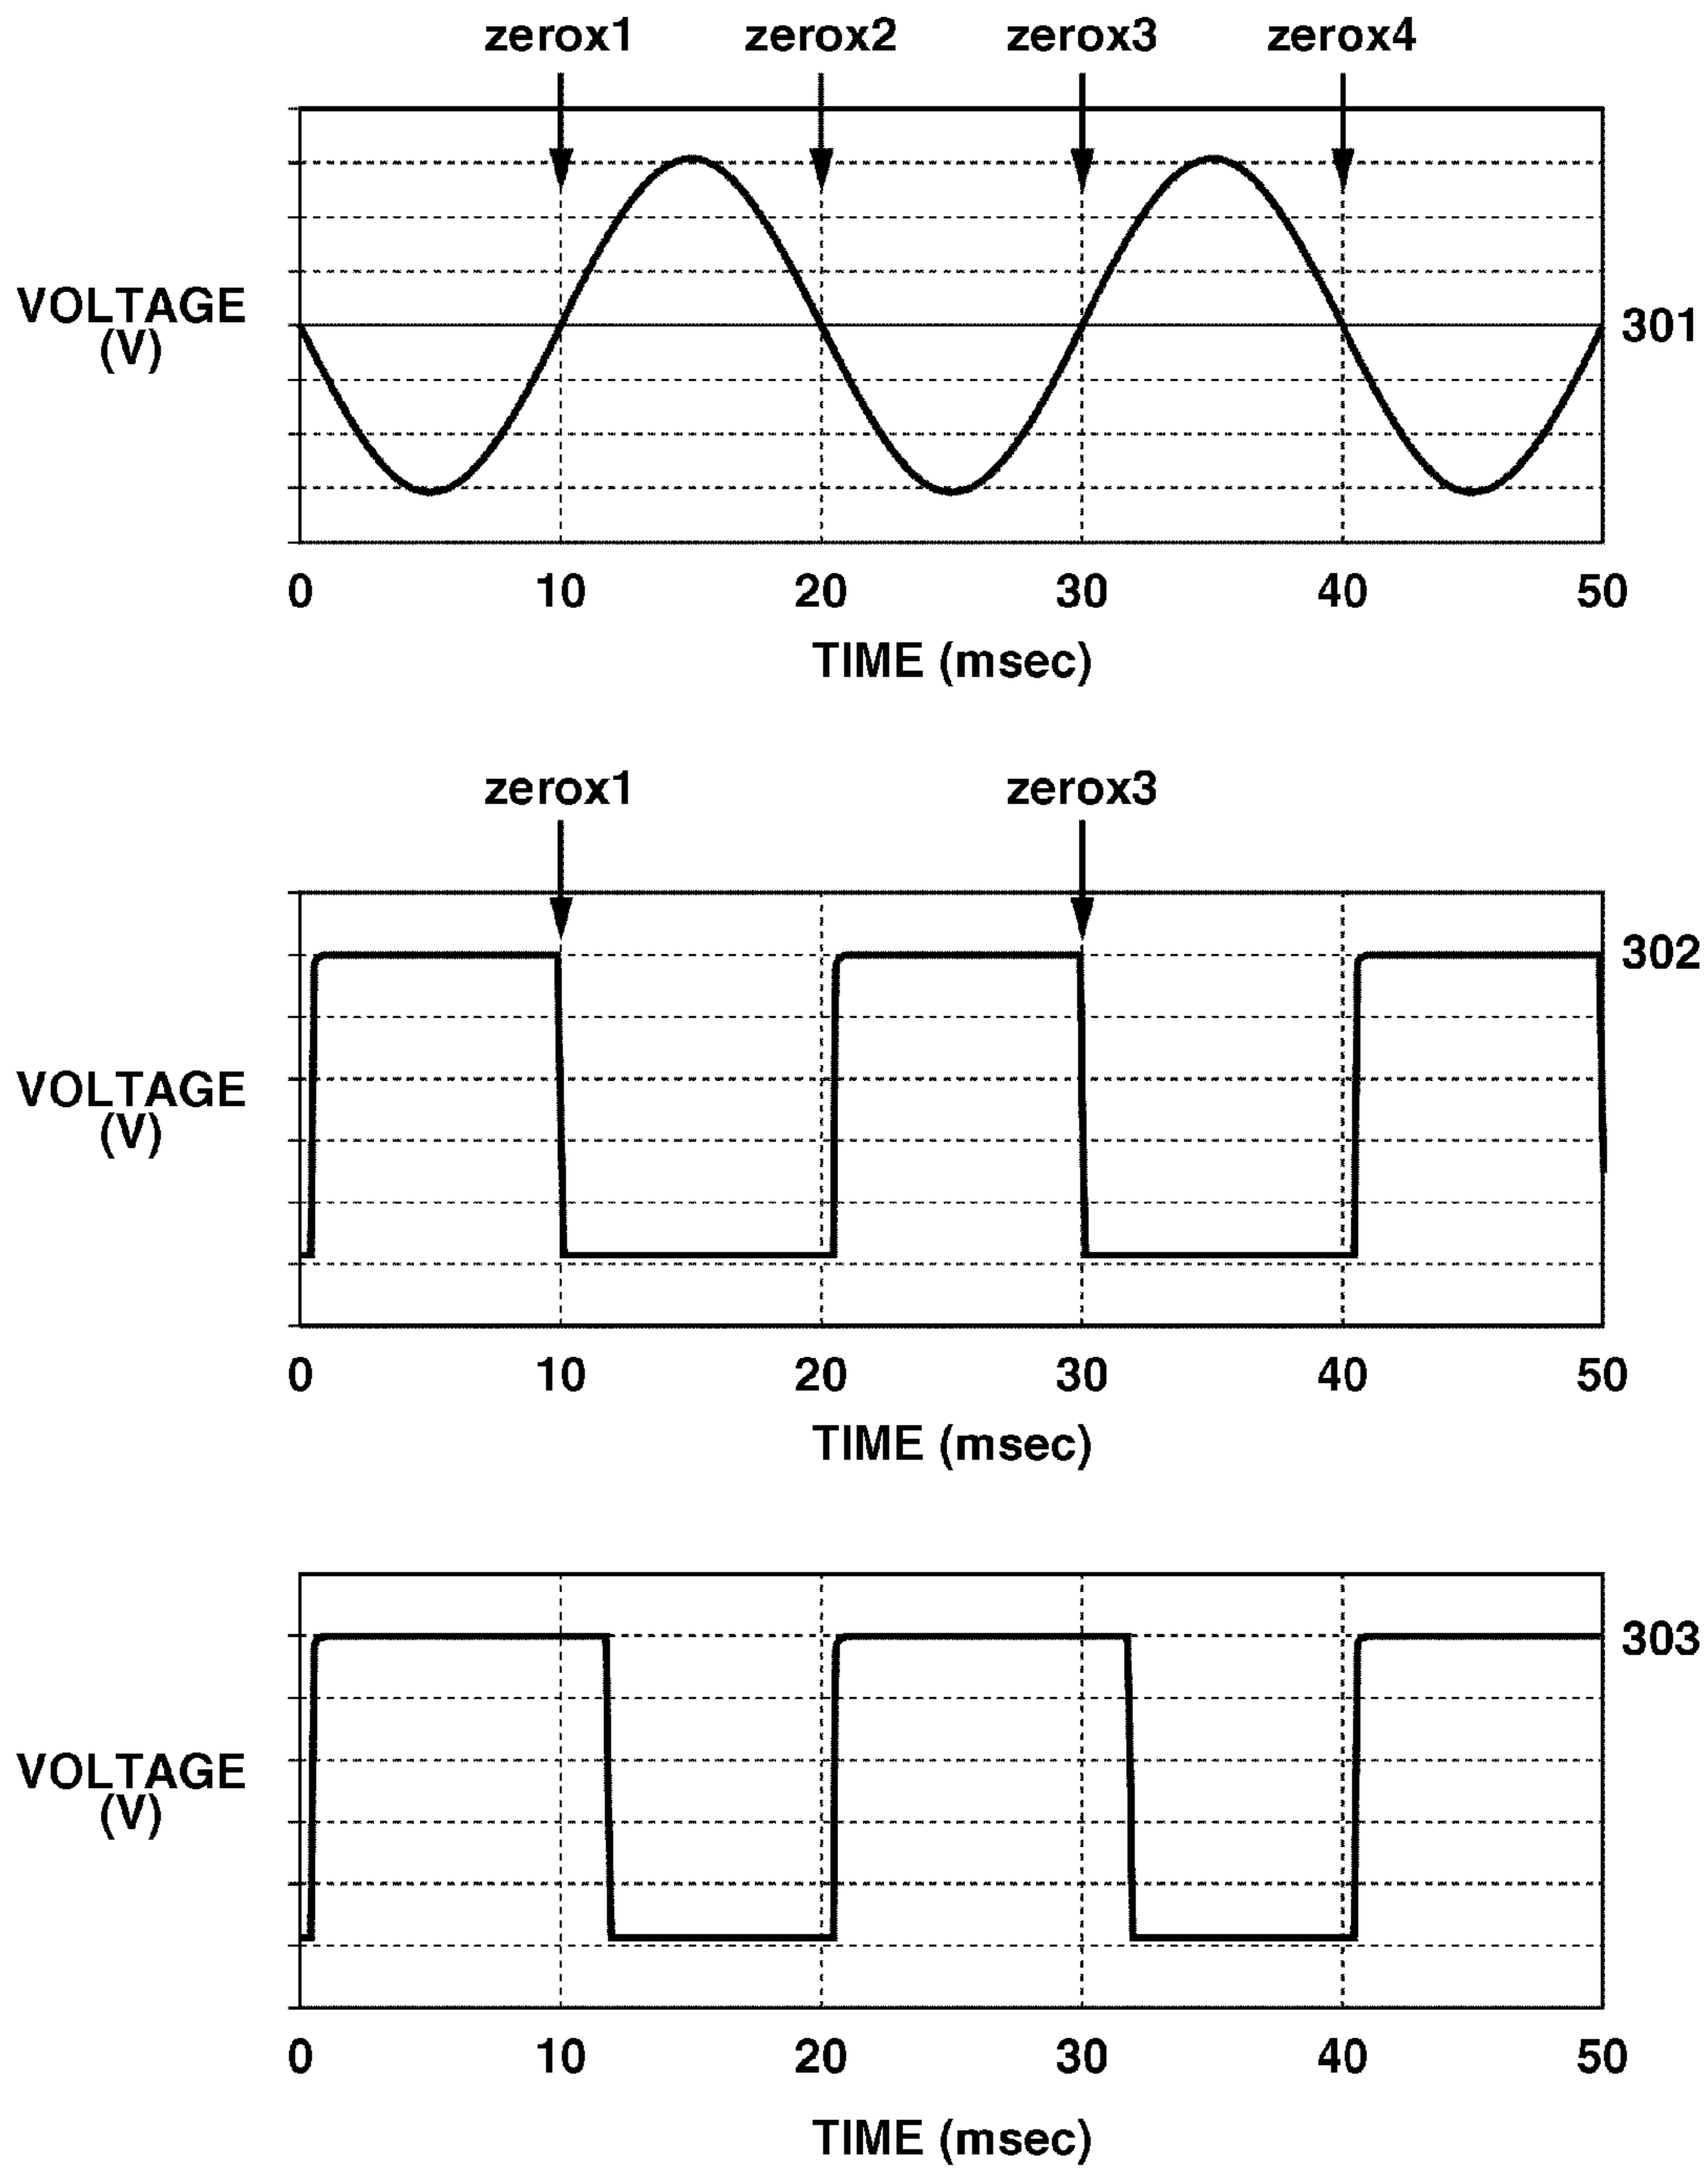 zerox1 zerox2 zerox3 zerox4
VOLTAGE
(V)
301
0 10 20 30 40 50
TIME (msec)
zerox1 zerox3
302
VOLTAGE
(V)
0 10 20 30 40 50
TIME (msec)
303
VOLTAGE
(V)
0 10 20 30 40 50
TIME (msec)